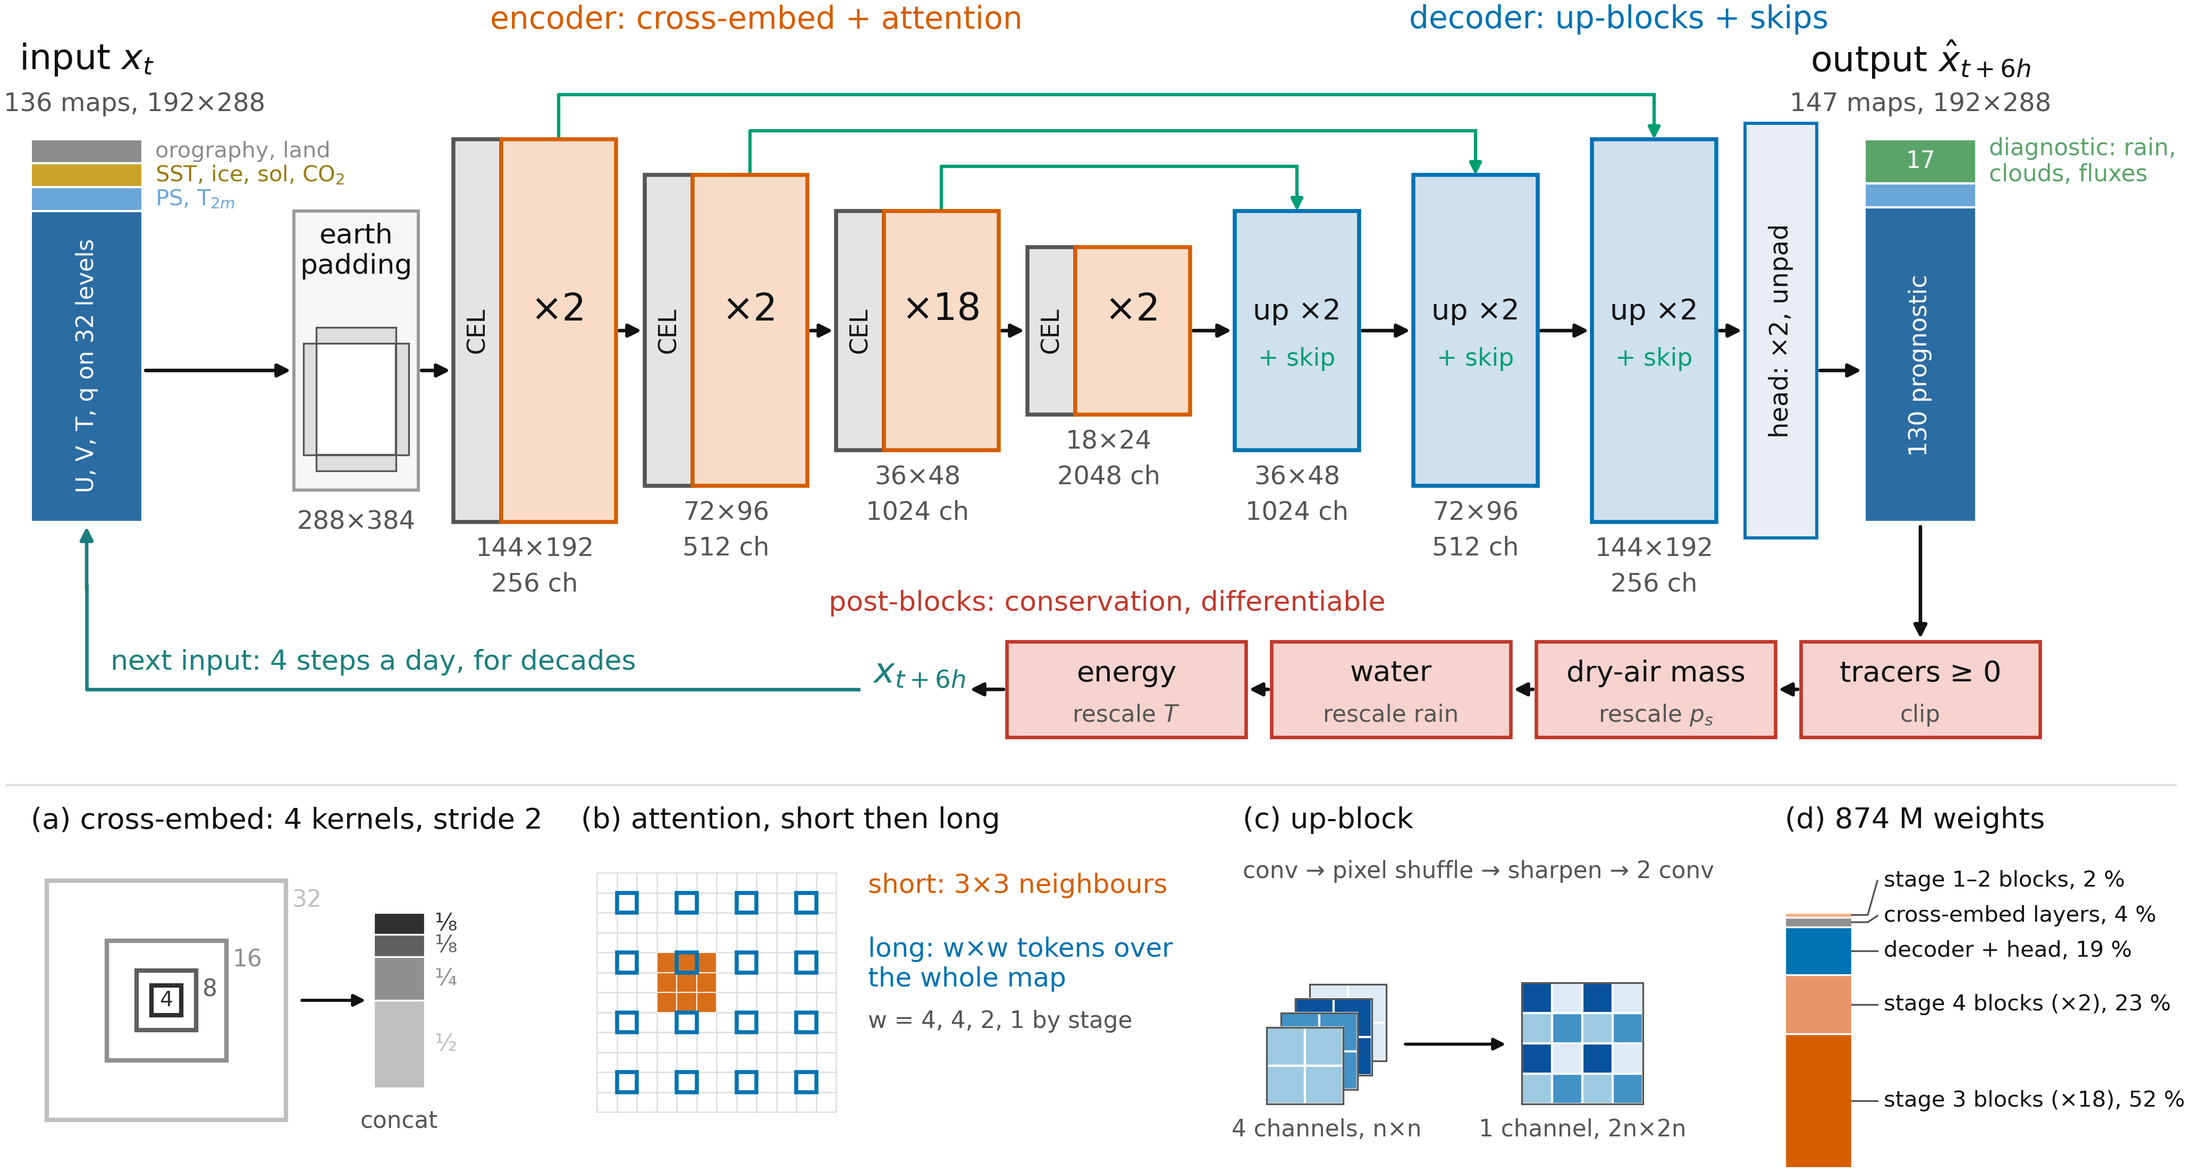 encoder: cross-embed + attention
decoder: up-blocks + skips
input xₜ
136 maps, 192×288
orography, land
SST, ice, sol, CO₂
PS, T₂ₘ
U, V, T, q on 32 levels
earth
padding
288×384
CEL
×2
144×192
256 ch
CEL
×2
72×96
512 ch
CEL
×18
36×48
1024 ch
CEL
×2
18×24
2048 ch
up ×2
+ skip
36×48
1024 ch
up ×2
+ skip
72×96
512 ch
up ×2
+ skip
144×192
256 ch
head: ×2, unpad
output x̂ₜ₊₆ₕ
147 maps, 192×288
17
diagnostic: rain,
clouds, fluxes
130 prognostic
post-blocks: conservation, differentiable
next input: 4 steps a day, for decades
xₜ₊₆ₕ
energy
rescale T
water
rescale rain
dry-air mass
rescale pₛ
tracers ≥ 0
clip
(a) cross-embed: 4 kernels, stride 2
32
16
8
4
⅛
⅛
¼
½
concat
(b) attention, short then long
short: 3×3 neighbours
long: w×w tokens over
the whole map
w = 4, 4, 2, 1 by stage
(c) up-block
conv → pixel shuffle → sharpen → 2 conv
4 channels, n×n
1 channel, 2n×2n
(d) 874 M weights
stage 1–2 blocks, 2 %
cross-embed layers, 4 %
decoder + head, 19 %
stage 4 blocks (×2), 23 %
stage 3 blocks (×18), 52 %